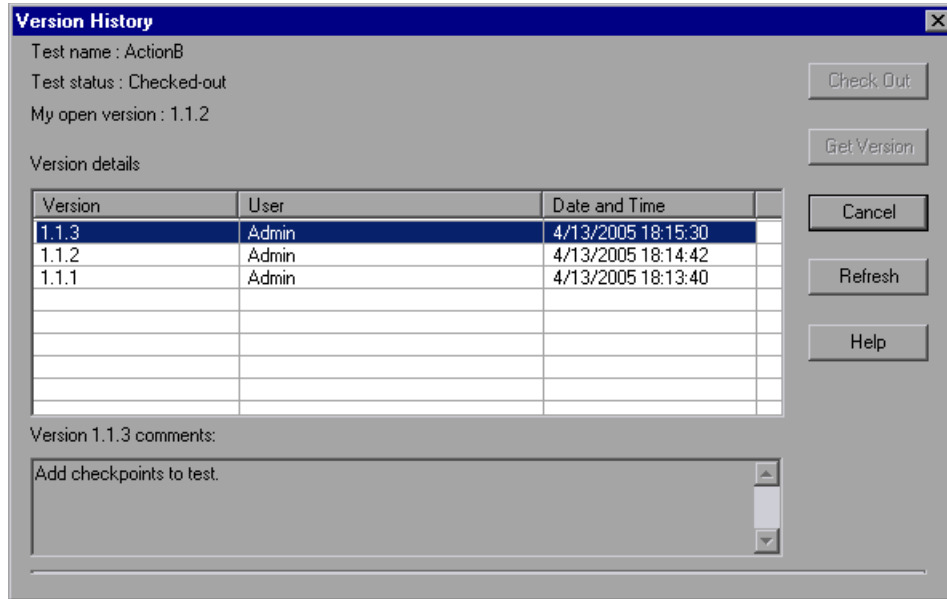 Version History
Test name : ActionB
Test status : Checked-out
My open version : 1.1.2
Check Out
Get Version
Version details
Version User Date and Time
1.1.3 Admin 4/13/2005 18:15:30
1.1.2 Admin 4/13/2005 18:14:42
1.1.1 Admin 4/13/2005 18:13:40
Cancel
Refresh
Help
Version 1.1.3 comments:
Add checkpoints to test.